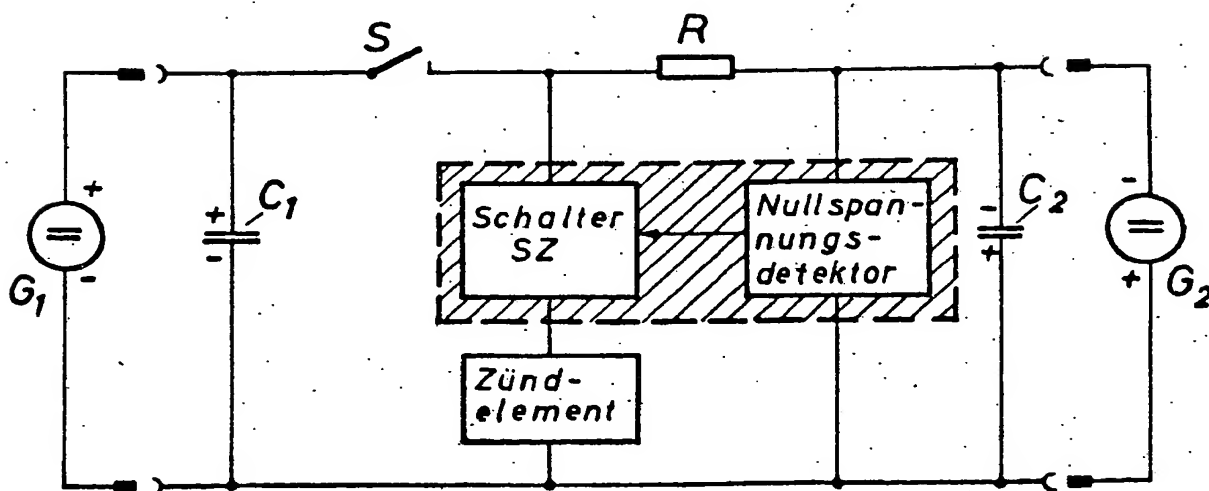 S
R
+
-
G1
+
-
C1
Schalter
SZ
Nullspan-
nungs-
detektor
-
+
C2
-
+
G2
Zünd-
element